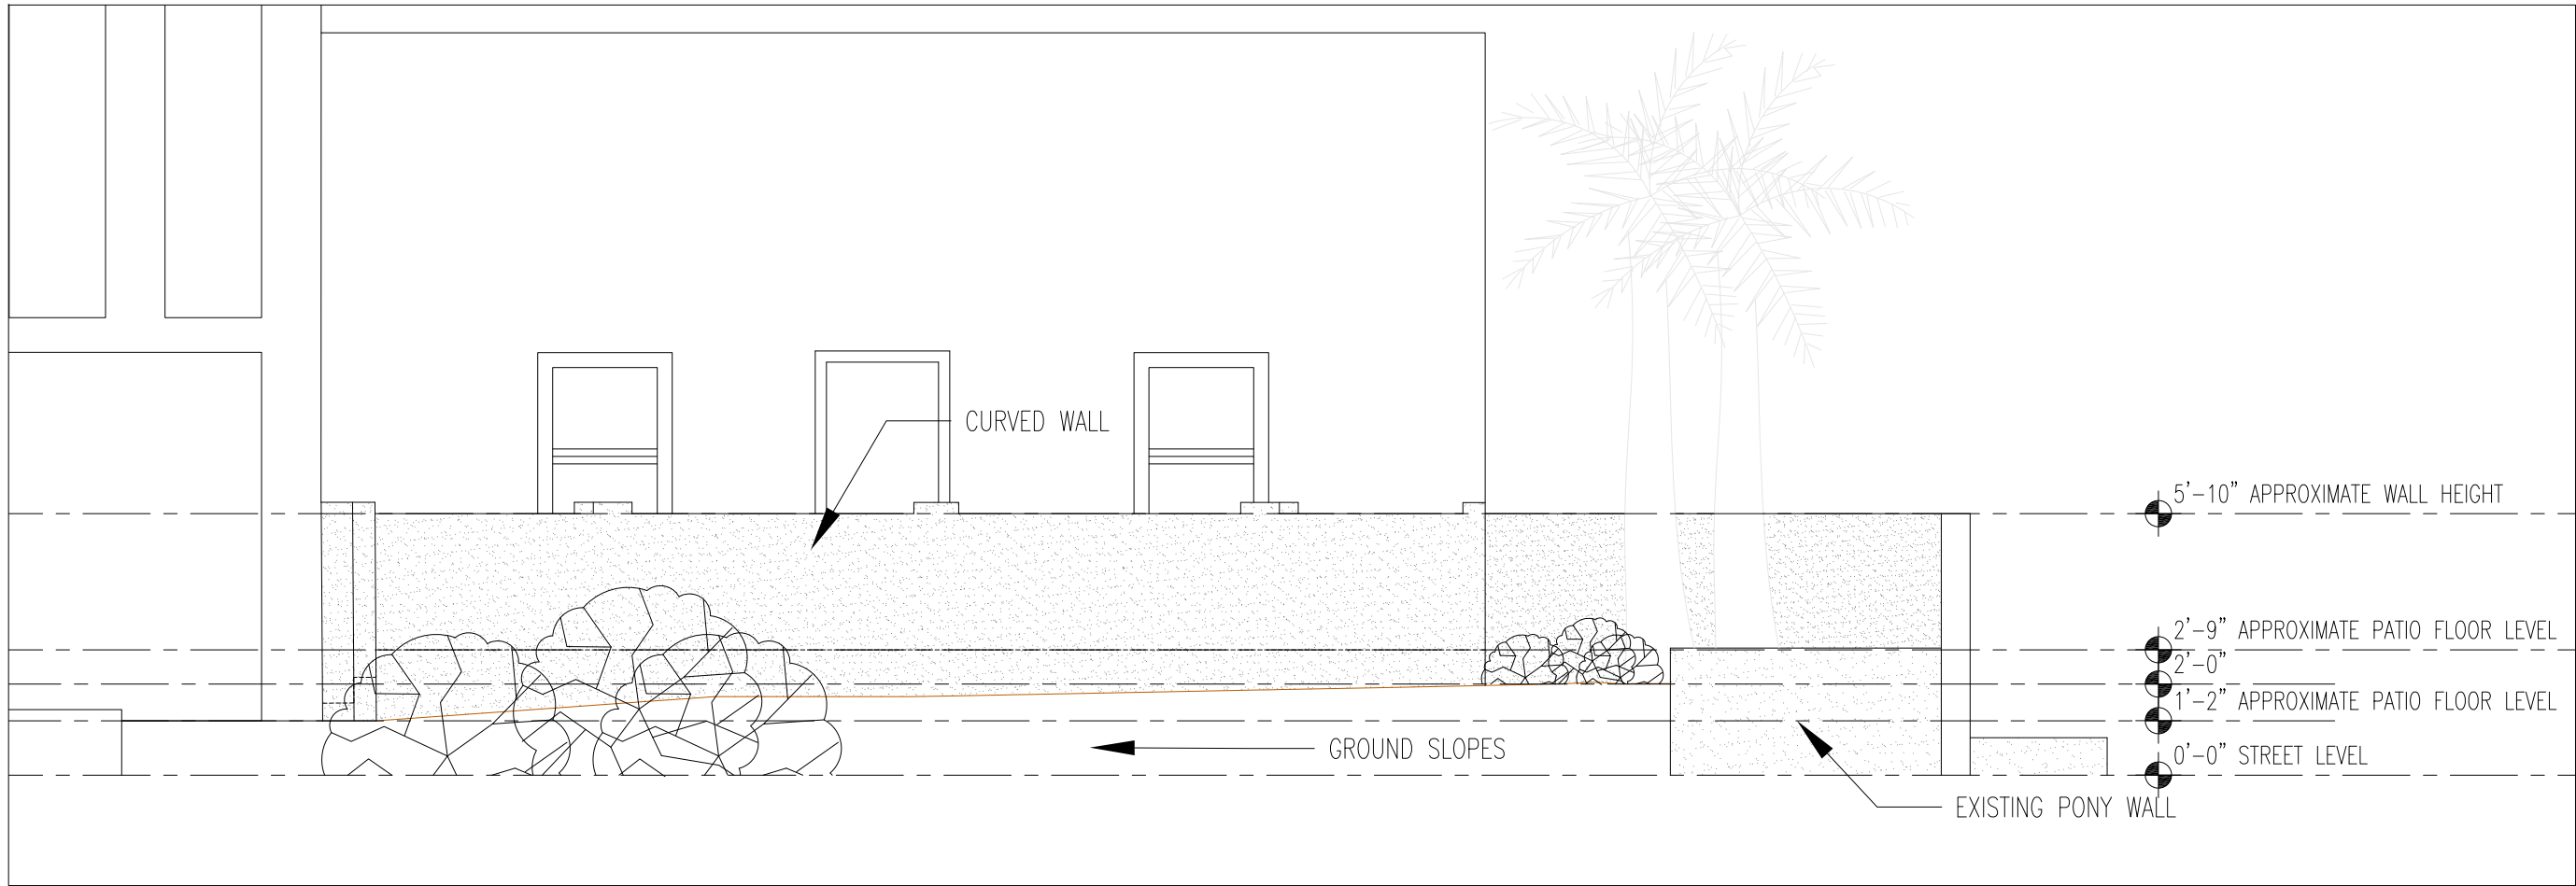 CURVED WALL
5'-10" APPROXIMATE WALL HEIGHT
2'-9" APPROXIMATE PATIO FLOOR LEVEL
2'-0"
1'-2" APPROXIMATE PATIO FLOOR LEVEL
GROUND SLOPES
0'-0" STREET LEVEL
EXISTING PONY WALL